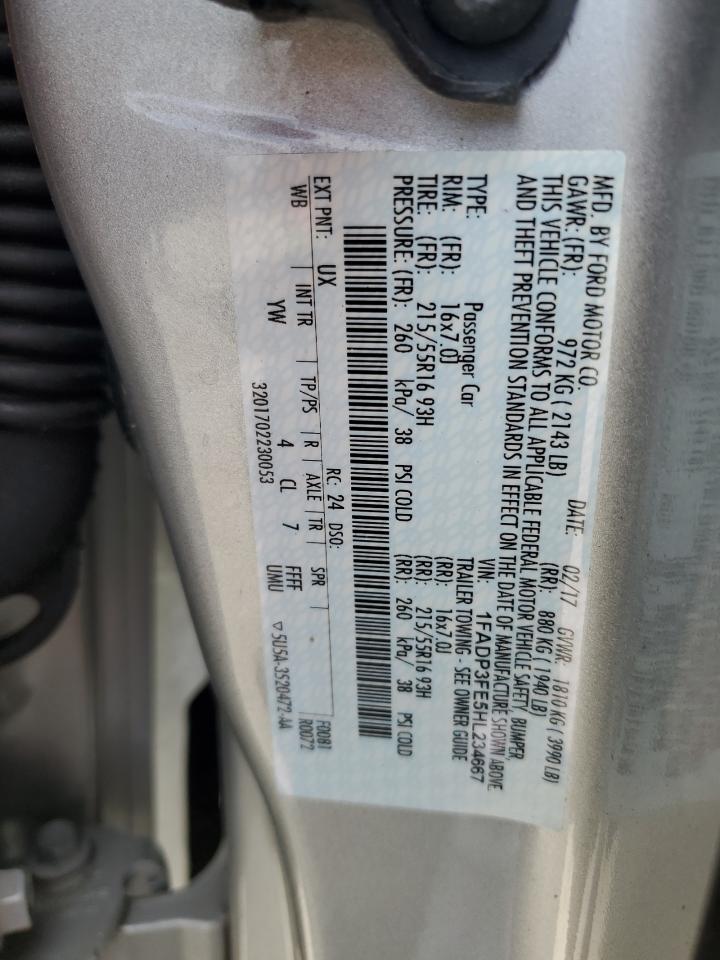 MFD. BY FORD MOTOR CO.
DATE: 02/17 GVWR: 1810 KG ( 3990 LB)
GAWR: (FR): 972 KG ( 2143 LB) (RR): 880 KG ( 1940 LB)
THIS VEHICLE CONFORMS TO ALL APPLICABLE FEDERAL MOTOR VEHICLE SAFETY, BUMPER,
AND THEFT PREVENTION STANDARDS IN EFFECT ON THE DATE OF MANUFACTURE SHOWN ABOVE
VIN: 1FADP3FE5HL234667
TYPE: Passenger Car TRAILER TOWING - SEE OWNER GUIDE
RIM: (FR): 16x7.0J (RR): 16x7.0J
TIRE: (FR): 215/55R16 93H (RR): 215/55R16 93H
PRESSURE: (FR): 260 kPa/ 38 PSI COLD (RR): 260 kPa/ 38 PSI COLD
RC: 24 DSO:
EXT PNT: UX F0081
WB | INT TR | TP/PS | R | AXLE | TR | SPR | R0072
YW 4 CL 7 FFFF
UMU
3201702230053 ▽5U5A-3520472-AA